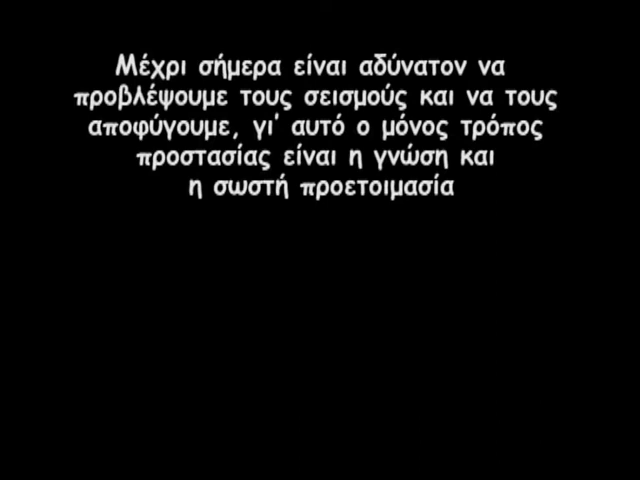 Μέχρι σήμερα είναι αδύνατον να
προβλέψουμε τους σεισμούς και να τους
αποφύγουμε, γι' αυτό ο μόνος τρόπος
προστασίας είναι η γνώση και
η σωστή προετοιμασία